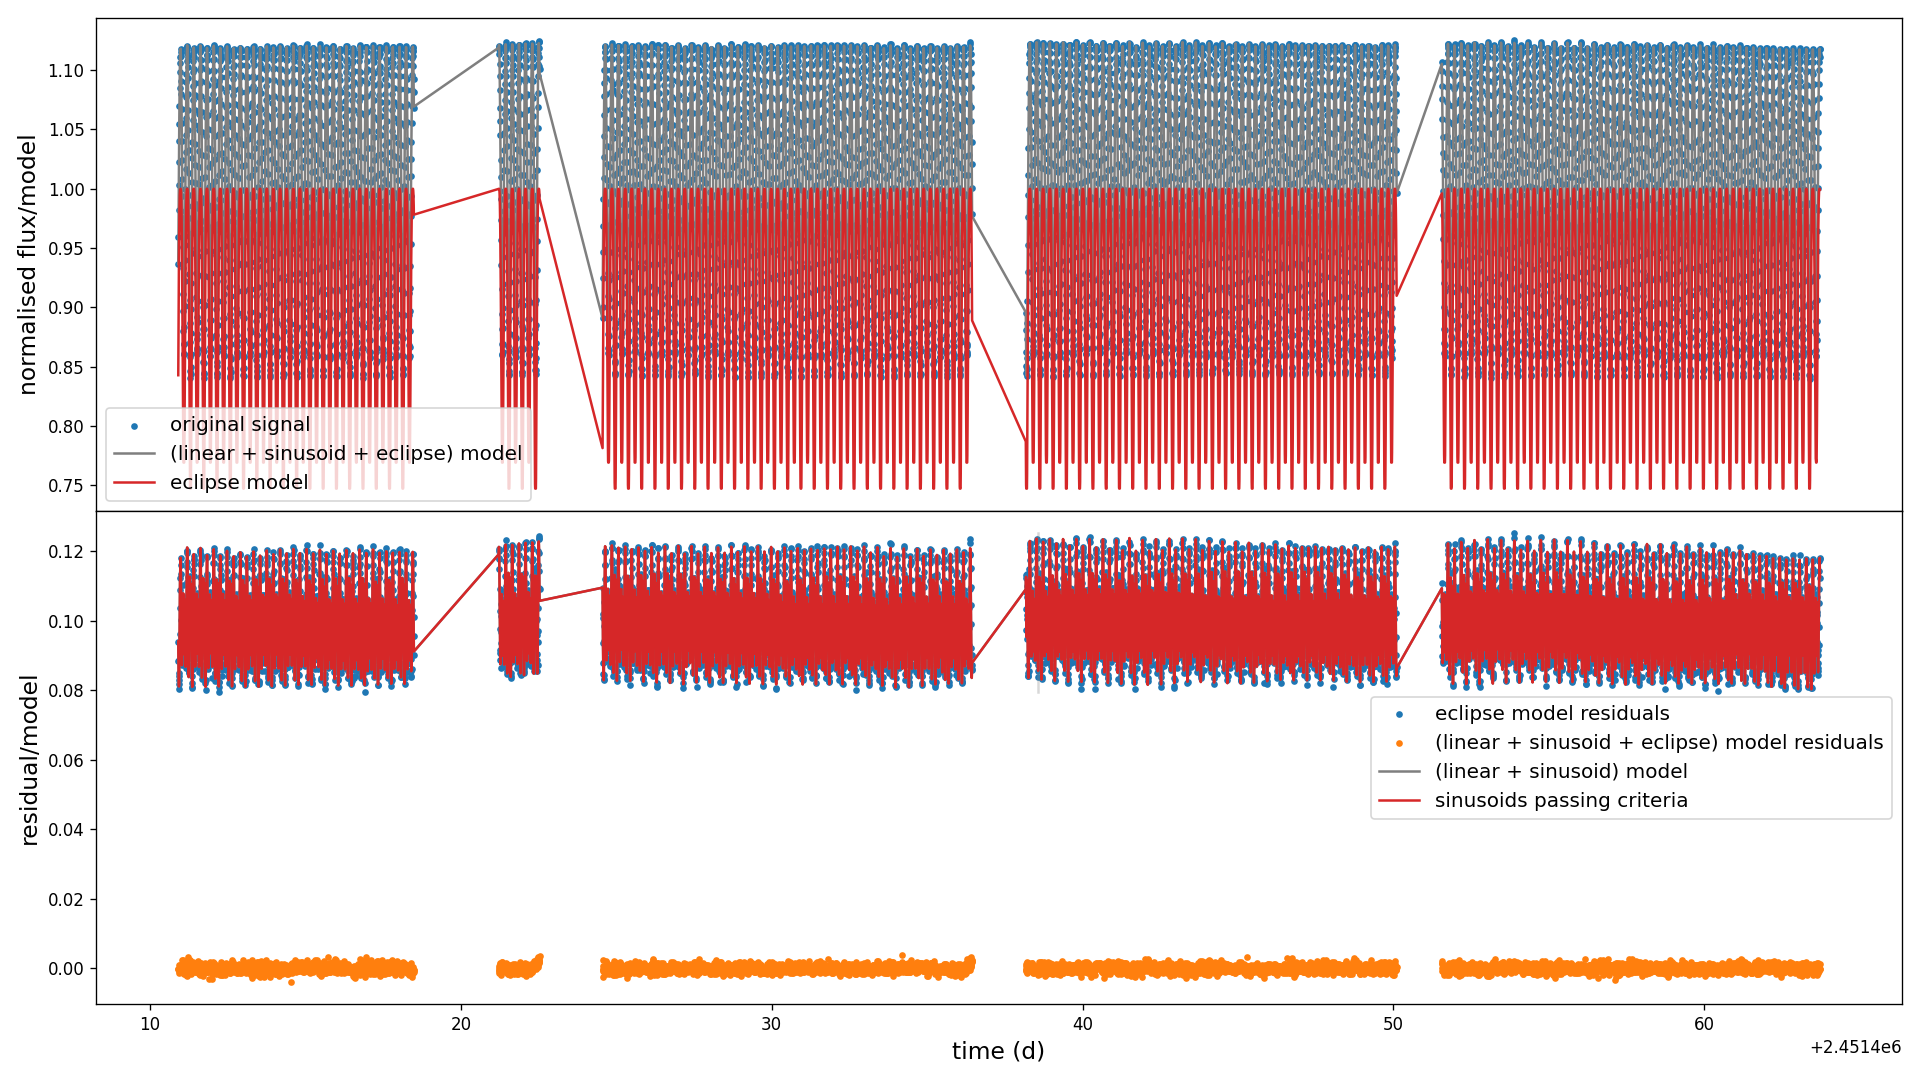 normalised flux/model
1.10
1.05
1.00
0.95
0.90
0.85
0.80
0.75
original signal
(linear + sinusoid + eclipse) model
eclipse model
residual/model
0.12
0.10
0.08
0.06
0.04
0.02
0.00
eclipse model residuals
(linear + sinusoid + eclipse) model residuals
(linear + sinusoid) model
sinusoids passing criteria
10
20
30
40
50
60
time (d)
+2.4514e6